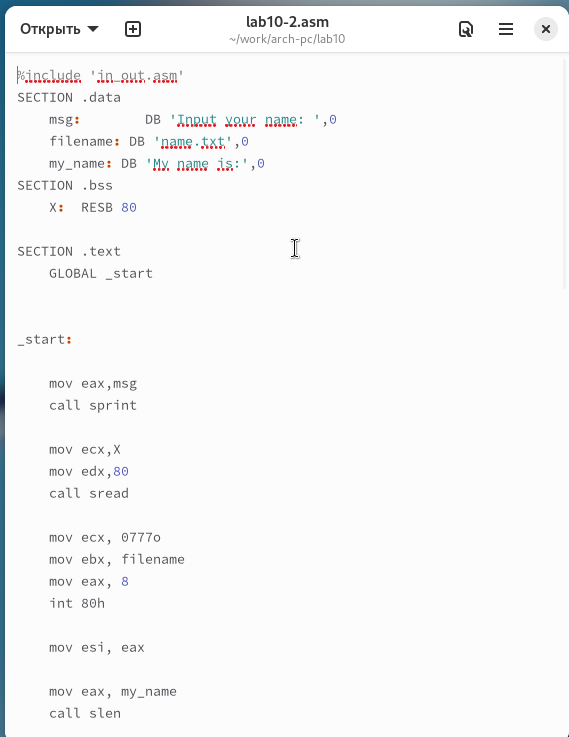 Открыть
lab10-2.asm
~/work/arch-pc/lab10
%include 'in_out.asm'
SECTION .data
msg: DB 'Input your name: ',0
filename: DB 'name.txt',0
my_name: DB 'My name is:',0
SECTION .bss
X: RESB 80
SECTION .text
GLOBAL _start
_start:
mov eax,msg
call sprint
mov ecx,X
mov edx,80
call sread
mov ecx, 0777o
mov ebx, filename
mov eax, 8
int 80h
mov esi, eax
mov eax, my_name
call slen